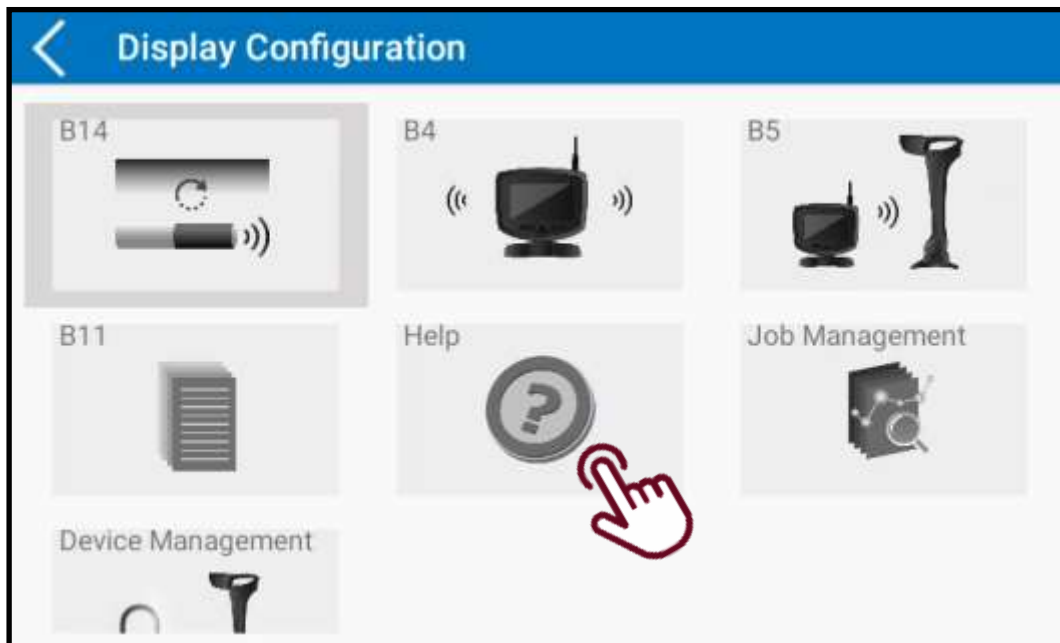 Display Configuration
B14
B4
B5
B11
Help
Job Management
Device Management